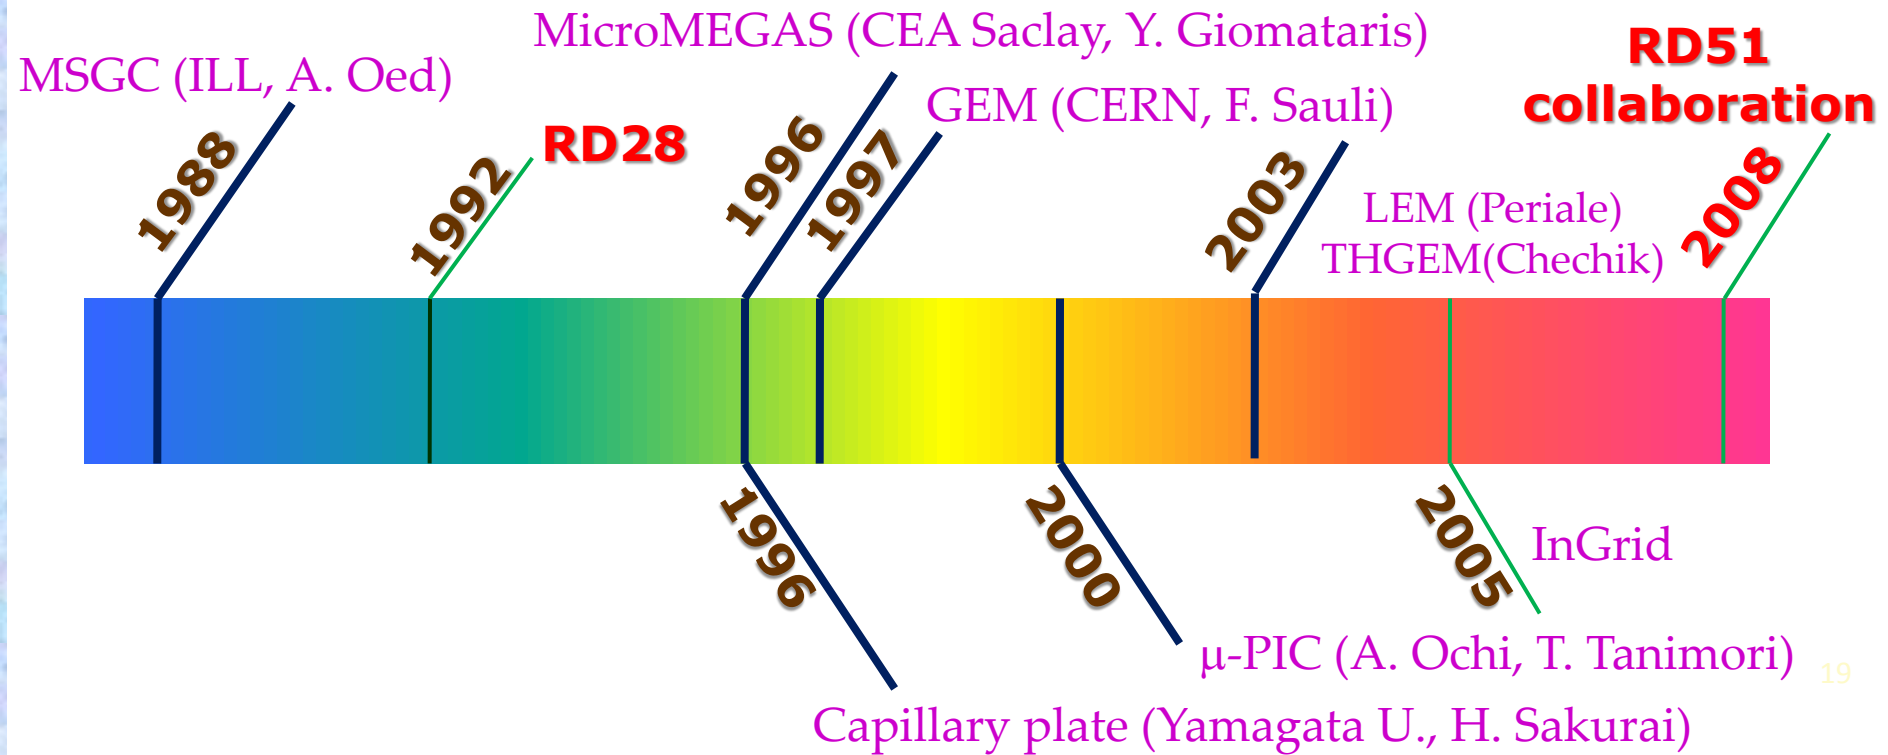 MicroMEGAS (CEA Saclay, Y. Giomataris)
MSGC (ILL, A. Oed)
RD51
collaboration
GEM (CERN, F. Sauli)
RD28
1988
1992
1996
1997
2003
LEM (Periale)
THGEM(Chechik)
2008
1996
2000
2005
InGrid
μ-PIC (A. Ochi, T. Tanimori)
19
Capillary plate (Yamagata U., H. Sakurai)